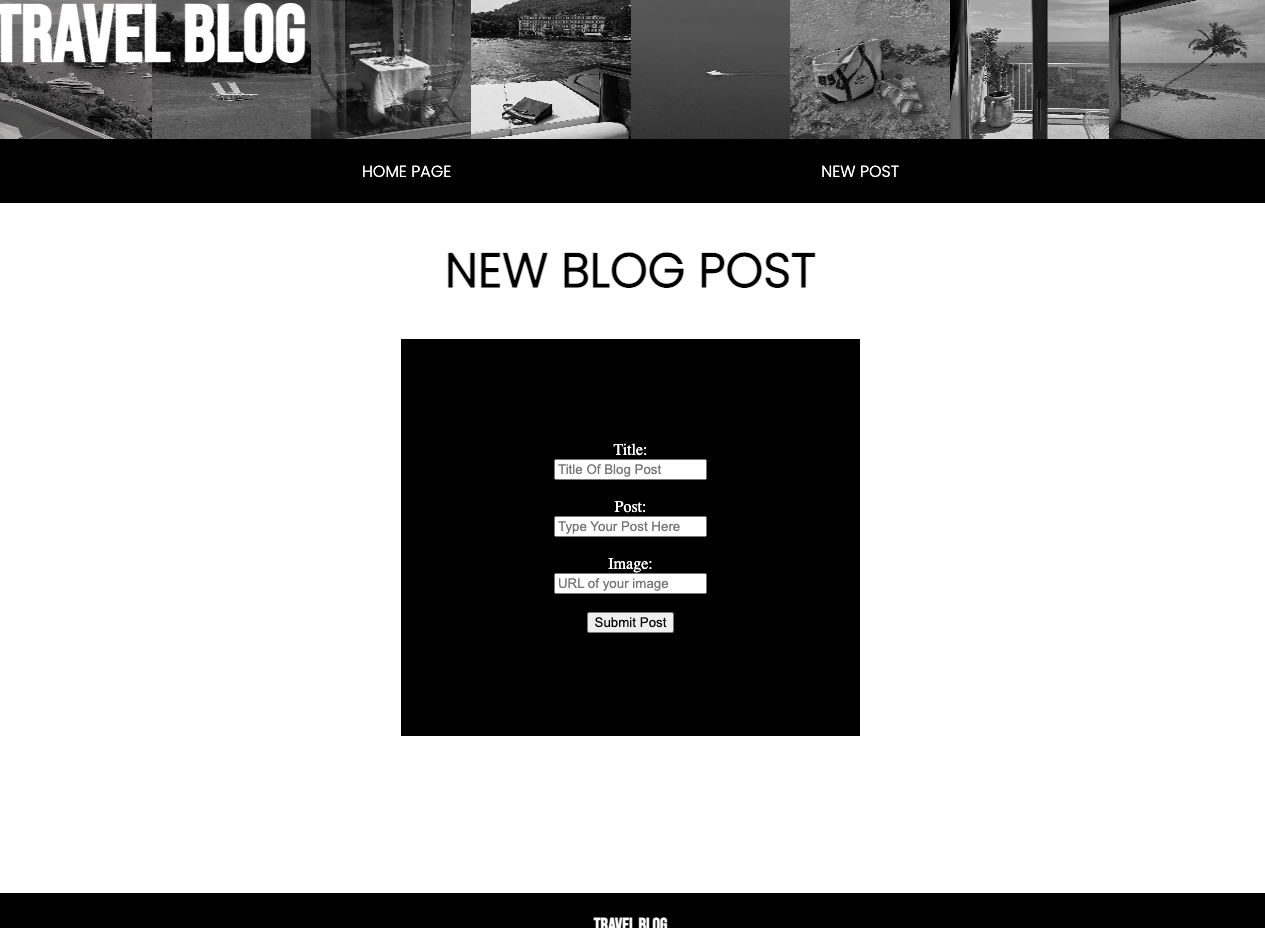 TRAVEL BLOG
HOME PAGE
NEW POST
NEW BLOG POST
Title:
Title Of Blog Post
Post:
Type Your Post Here
Image:
URL of your image
Submit Post
TRAVEL BLOG